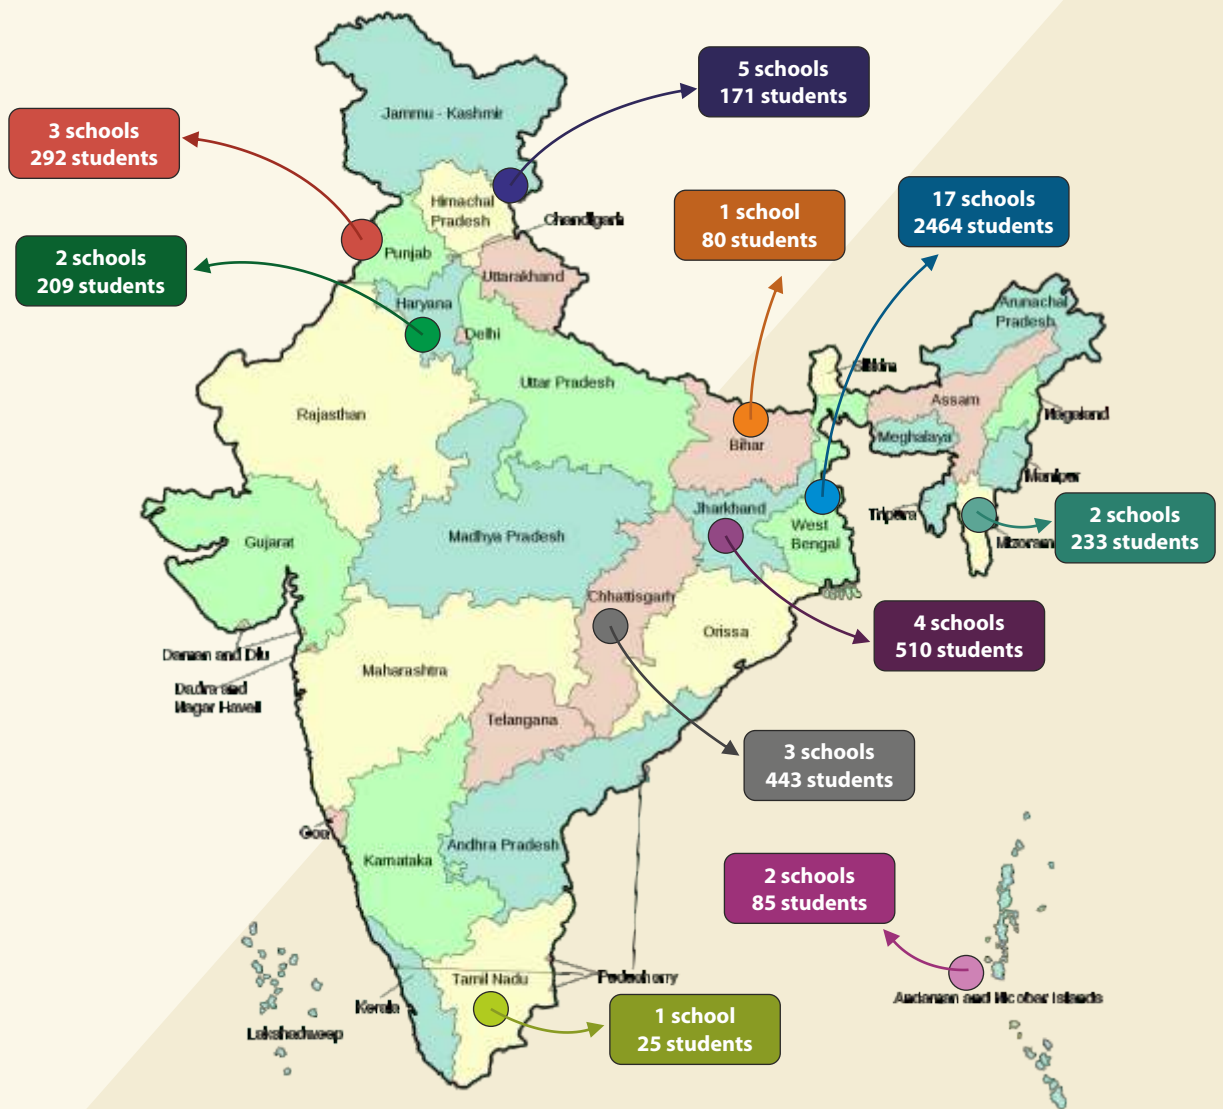 5 schools
171 students
Jammu - Kashmir
3 schools
292 students
17 schools
2464 students
1 school
80 students
Himachal
Pradesh
Chandigarh
2 schools
209 students
Punjab
Uttarakhand
Haryana
Arunachal
Pradesh
Delhi
Sikkim
Uttar Pradesh
Assam
Rajasthan
Nagaland
Meghalaya
Bihar
Manipur
Jharkhand
Tripura
West
Bengal
2 schools
233 students
Mizoram
Gujarat
Madhya Pradesh
Chhattisgarh
4 schools
510 students
Orissa
Daman and Diu
Maharashtra
Dadra and
Nagar Haveli
Telangana
3 schools
443 students
Goa
Andhra Pradesh
Karnataka
2 schools
85 students
Tamil Nadu
Andaman and Nicobar Islands
Kerala
1 school
25 students
Lakshadweep